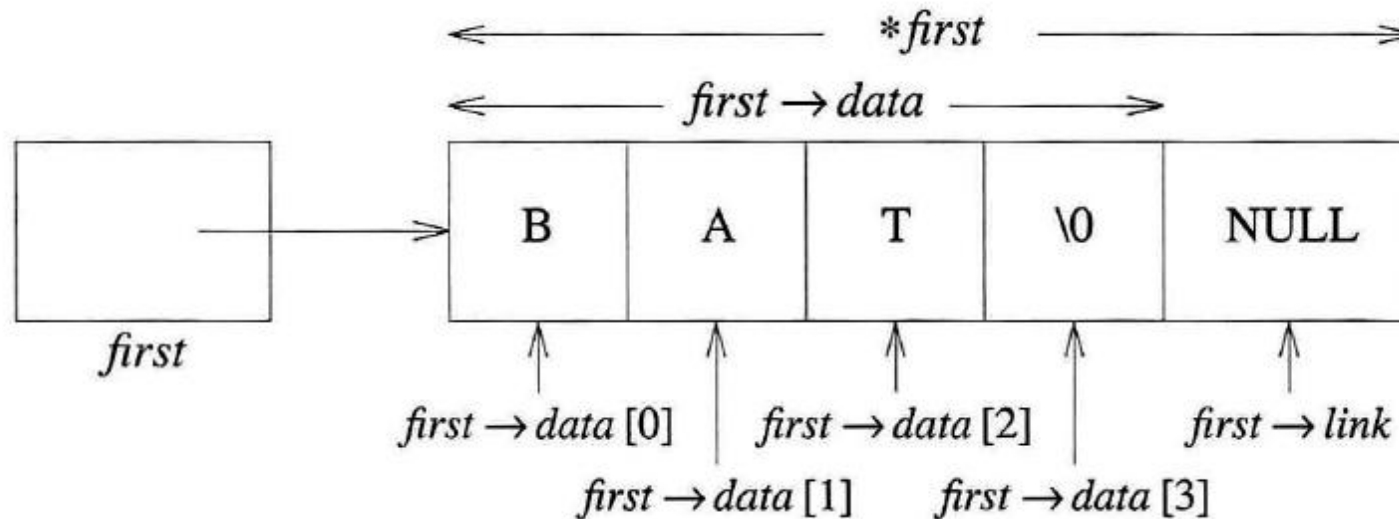 *first
first → data
B A T \0 NULL
first
first → data [0] first → data [2] first → link
first → data [1] first → data [3]